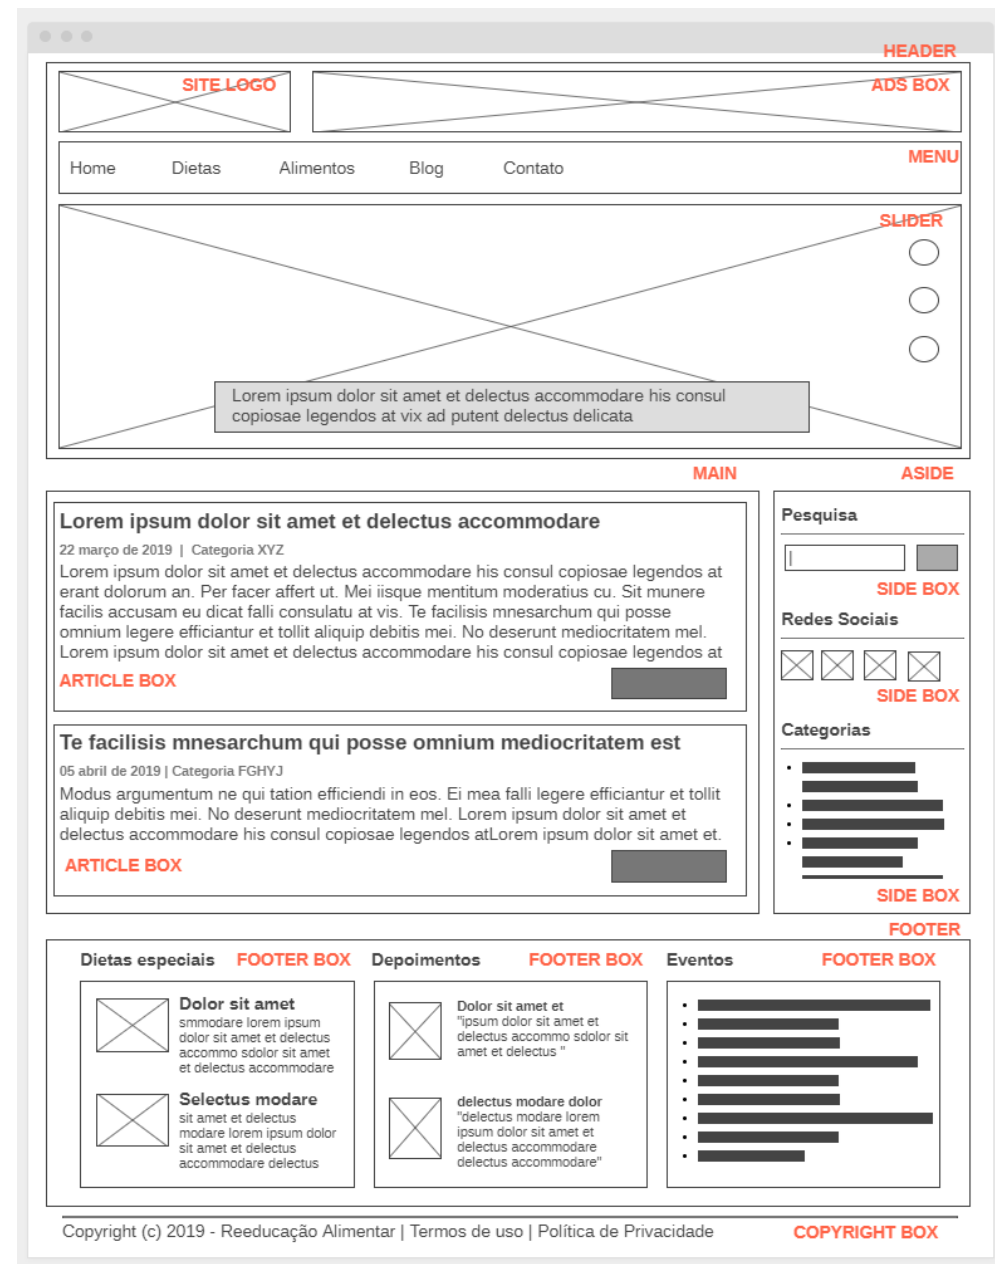 HEADER
SITE LOGO
ADS BOX
MENU
Home Dietas Alimentos Blog Contato
SLIDER
Lorem ipsum dolor sit amet et delectus accommodare his consul
copiosae legendos at vix ad putent delectus delicata
MAIN
Lorem ipsum dolor sit amet et delectus accommodare
22 março de 2019 | Categoria XYZ
Lorem ipsum dolor sit amet et delectus accommodare his consul copiosae legendos at
erant dolorum an. Per facer affert ut. Mei iisque mentitum moderatius cu. Sit munere
facilis accusam eu dicat falli consulatu at vis. Te facilisis mnesarchum qui posse
omnium legere efficiantur et tollit aliquip debitis mei. No deserunt mediocritatem mel.
Lorem ipsum dolor sit amet et delectus accommodare his consul copiosae legendos at
ARTICLE BOX
Te facilisis mnesarchum qui posse omnium mediocritatem est
05 abril de 2019 | Categoria FGHYJ
Modus argumentum ne qui tation efficiendi in eos. Ei mea falli legere efficiantur et tollit
aliquip debitis mei. No deserunt mediocritatem mel. Lorem ipsum dolor sit amet et
delectus accommodare his consul copiosae legendos atLorem ipsum dolor sit amet et.
ARTICLE BOX
ASIDE
Pesquisa
SIDE BOX
Redes Sociais
SIDE BOX
Categorias
SIDE BOX
FOOTER
Dietas especiais FOOTER BOX
Dolor sit amet
smmodare lorem ipsum
dolor sit amet et delectus
accommo sdolor sit amet
et delectus accommodare
Selectus modare
sit amet et delectus
modare lorem ipsum dolor
sit amet et delectus
accommodare delectus
Depoimentos FOOTER BOX
Dolor sit amet et
"ipsum dolor sit amet et
delectus accommo sdolor sit
amet et delectus "
delectus modare dolor
"delectus modare lorem
ipsum dolor sit amet et
delectus accommodare
delectus accommodare"
Eventos FOOTER BOX
Copyright (c) 2019 - Reeducação Alimentar | Termos de uso | Política de Privacidade
COPYRIGHT BOX